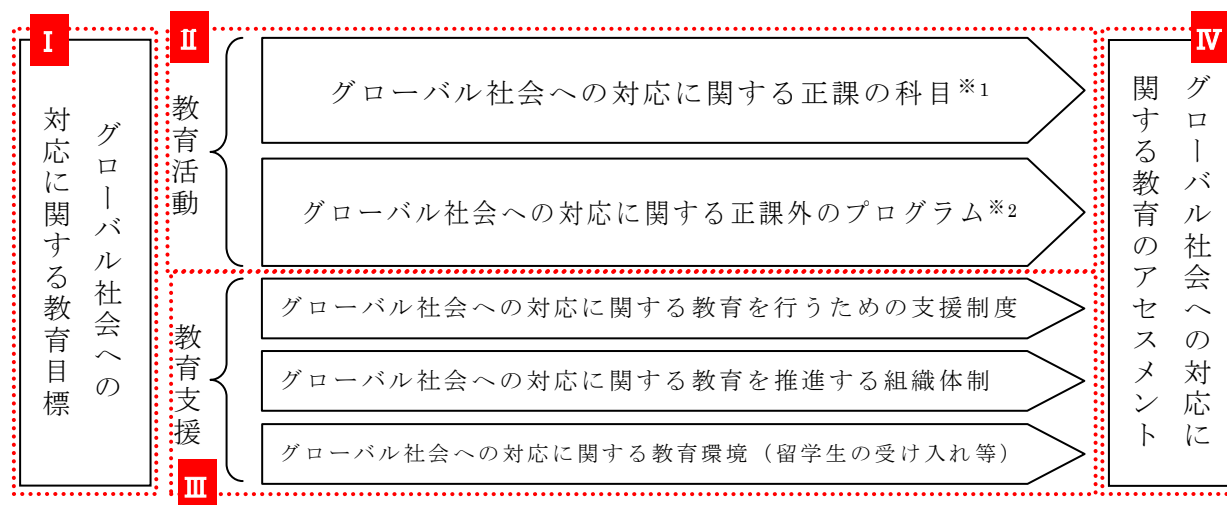 Ⅰ
グローバル社会への
対応に関する教育目標
Ⅱ
教育活動
グローバル社会への対応に関する正課の科目※1
グローバル社会への対応に関する正課外のプログラム※2
Ⅲ
教育支援
グローバル社会への対応に関する教育を行うための支援制度
グローバル社会への対応に関する教育を推進する組織体制
グローバル社会への対応に関する教育環境（留学生の受け入れ等）
Ⅳ
グローバル社会への対応に
関する教育のアセスメント